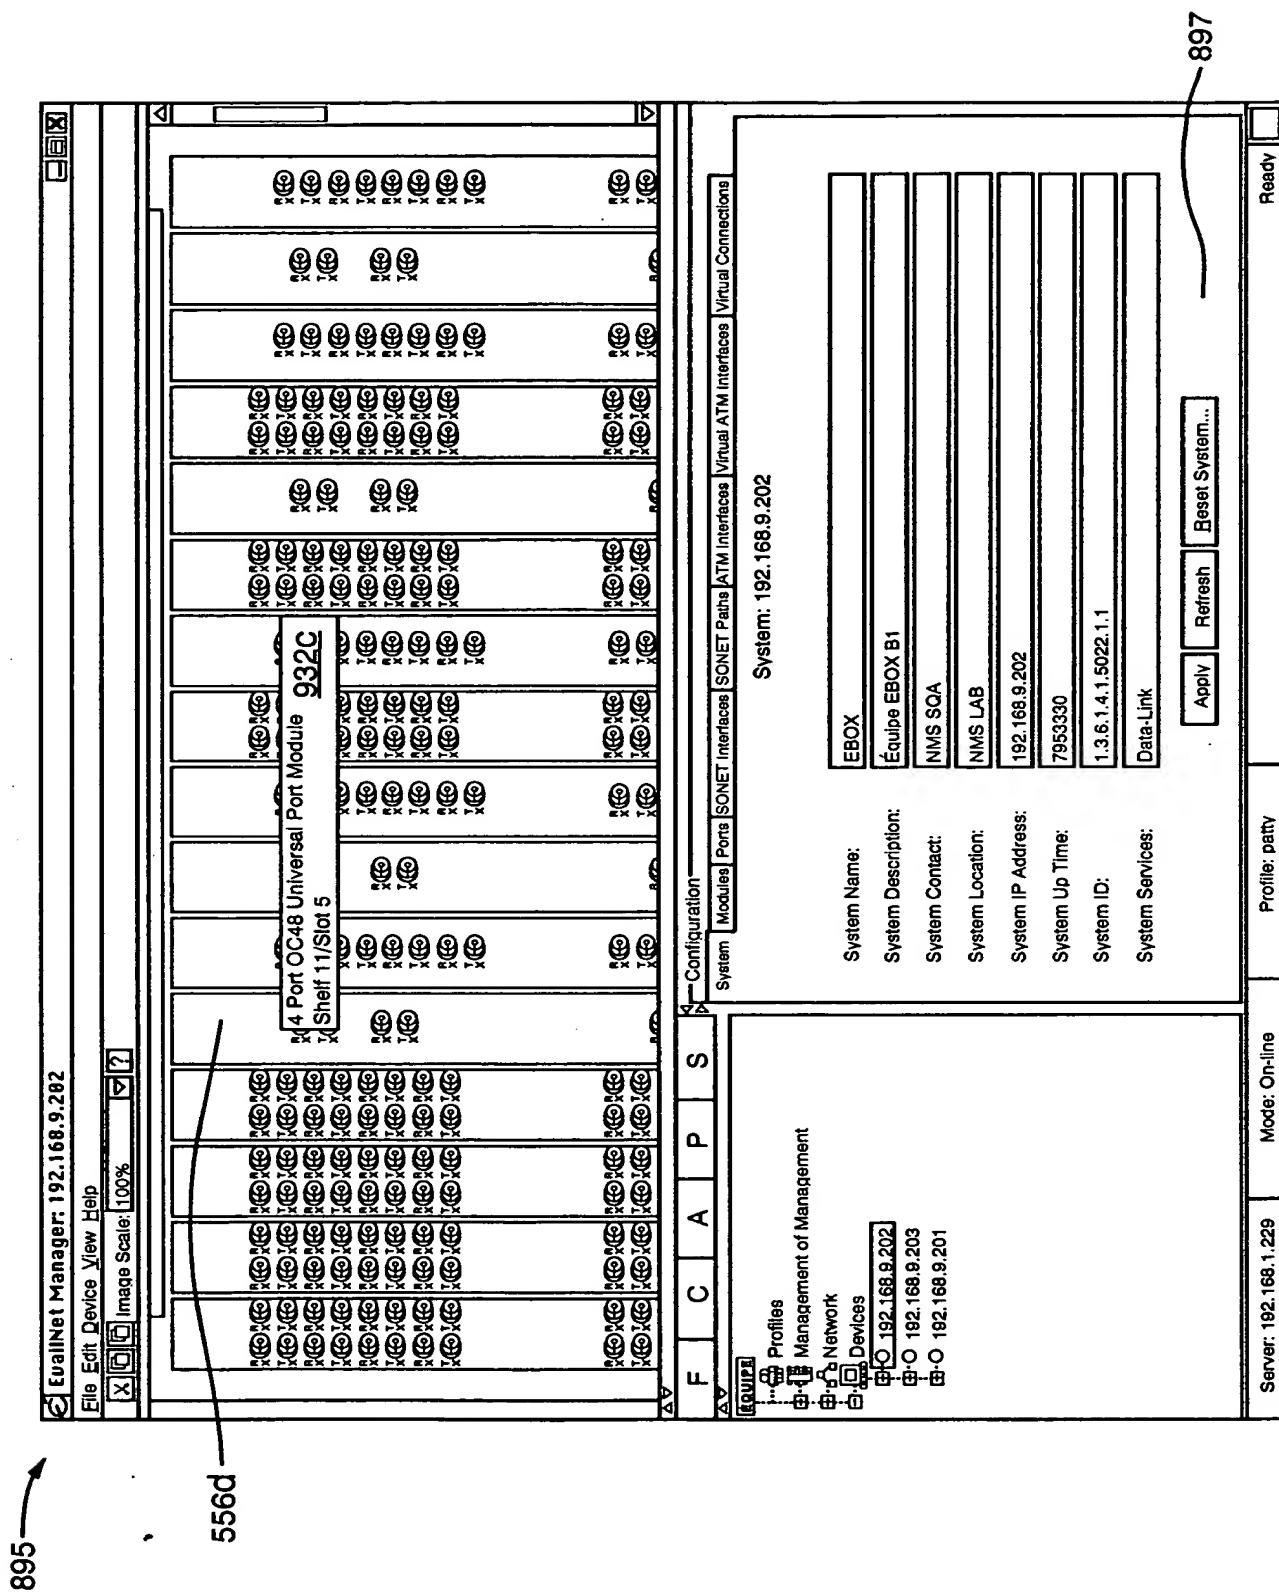 895
EuallNet Manager: 192.168.9.202
File Edit Device View Help
Image Scale: 100% ?
4 Port OC48 Universal Port Module 932C
Shelf 11/Slot 5
556d
F C A P S
EQUIPE
Profiles
Management of Management
Network
Devices
192.168.9.202
192.168.9.203
192.168.9.201
Configuration
System Modules Ports SONET Interfaces SONET Paths ATM Interfaces Virtual ATM Interfaces Virtual Connections
System: 192.168.9.202
System Name: EBOX
System Description: Équipe EBOX B1
System Contact: NMS SQA
System Location: NMS LAB
System IP Address: 192.168.9.202
System Up Time: 7953330
System ID: 1.3.6.1.4.1.5022.1.1
System Services: Data-Link
Apply Refresh Reset System...
897
Server: 192.168.1.229 Mode: On-line Profile: patty Ready